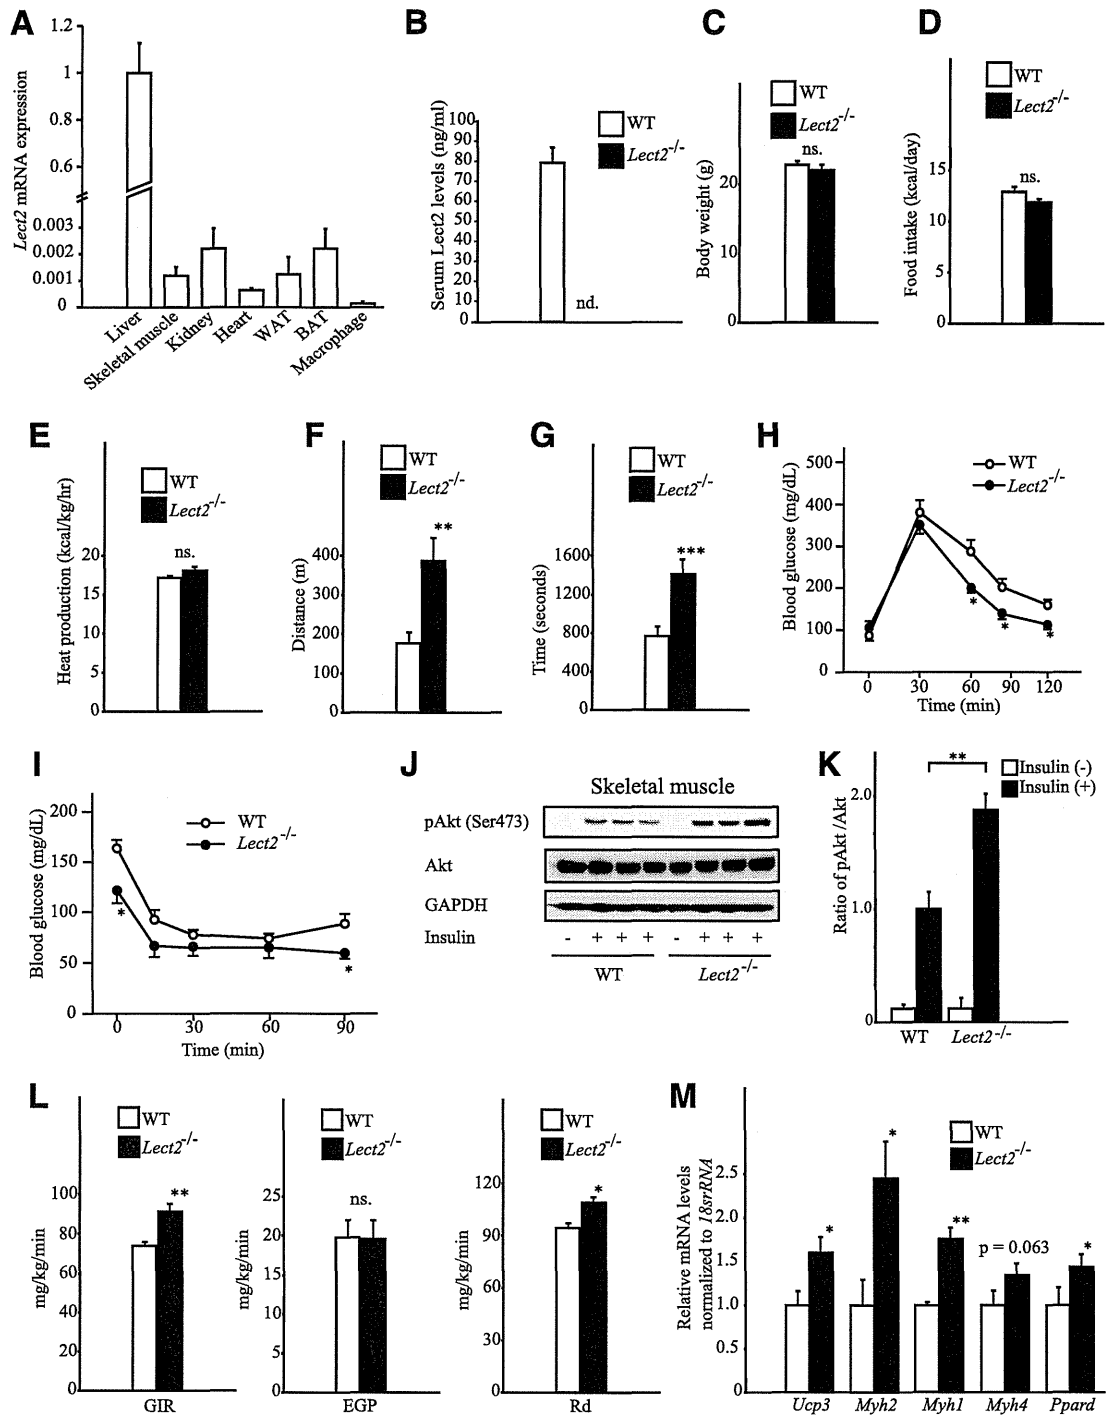 A
Lect2 mRNA expression
1.2
1
0.8
0.6
0.003
0.002
0.001
0
Liver
Skeletal muscle
Kidney
Heart
WAT
BAT
Macrophage
B
Serum Lect2 levels (ng/ml)
100
90
80
70
60
50
40
30
20
10
0
WT
Lect2-/-
nd.
C
Body weight (g)
20
10
0
WT
Lect2-/-
ns.
D
Food intake (kcal/day)
15
10
5
0
WT
Lect2-/-
ns.
E
Heat production (kcal/kg/hr)
20
15
10
5
0
WT
Lect2-/-
ns.
F
Distance (m)
400
300
200
100
0
WT
Lect2-/-
**
G
Time (seconds)
1600
1200
800
400
0
WT
Lect2-/-
***
H
Blood glucose (mg/dL)
500
400
300
200
100
0
WT
Lect2-/-
*
*
*
0 30 60 90 120
Time (min)
I
Blood glucose (mg/dL)
200
150
100
50
0
WT
Lect2-/-
*
*
0 30 60 90
Time (min)
J
Skeletal muscle
pAkt (Ser473)
Akt
GAPDH
Insulin - + + + - + + +
WT Lect2-/-
K
Ratio of pAkt /Akt
2.0
1.0
0
**
Insulin (-)
Insulin (+)
WT Lect2-/-
L
mg/kg/min
100
80
60
40
20
0
WT
Lect2-/-
**
GIR
mg/kg/min
25
20
15
10
5
0
WT
Lect2-/-
ns.
EGP
mg/kg/min
120
90
60
30
0
WT
Lect2-/-
*
Rd
M
Relative mRNA levels
normalized to 18srRNA
2.5
2.0
1.5
1.0
0.5
0
WT
Lect2-/-
*
*
**
p = 0.063
*
Ucp3 Myh2 Myh1 Myh4 Ppard